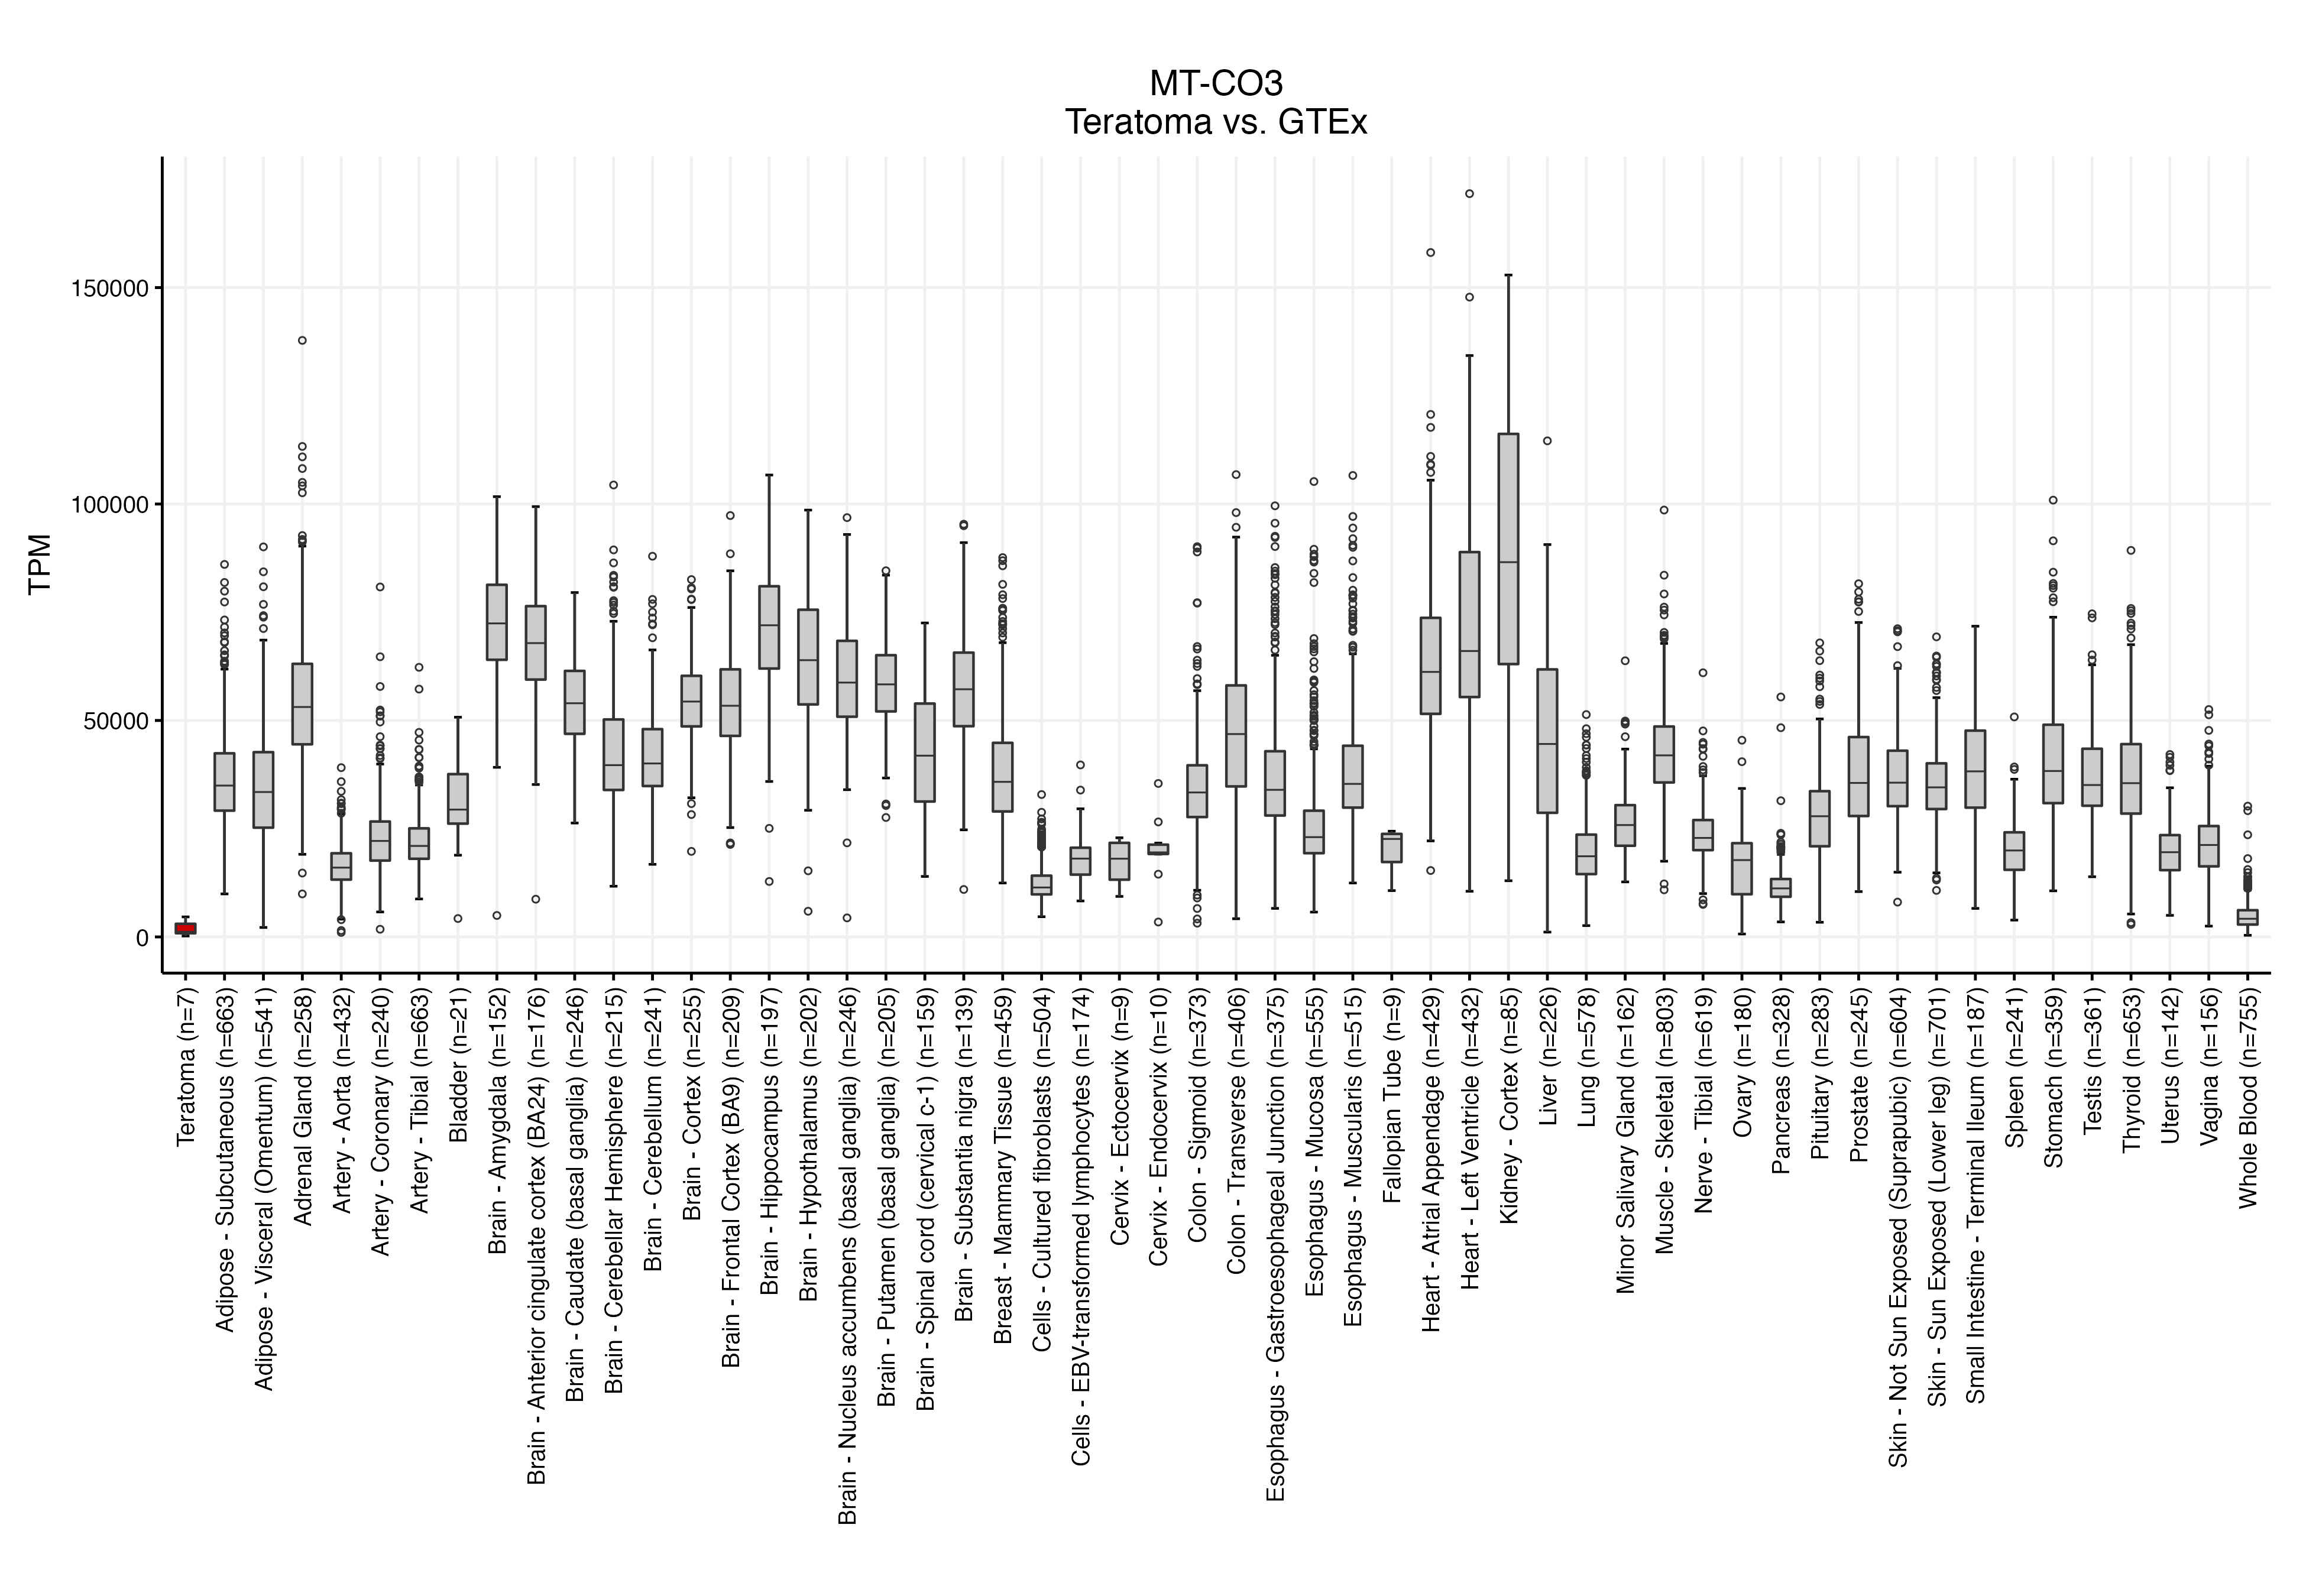 MT-CO3
Teratoma vs. GTEx
TPM
150000
100000
50000
0
Teratoma (n=7)
Adipose - Subcutaneous (n=663)
Adipose - Visceral (Omentum) (n=541)
Adrenal Gland (n=258)
Artery - Aorta (n=432)
Artery - Coronary (n=240)
Artery - Tibial (n=663)
Bladder (n=21)
Brain - Amygdala (n=152)
Brain - Anterior cingulate cortex (BA24) (n=176)
Brain - Caudate (basal ganglia) (n=246)
Brain - Cerebellar Hemisphere (n=215)
Brain - Cerebellum (n=241)
Brain - Cortex (n=255)
Brain - Frontal Cortex (BA9) (n=209)
Brain - Hippocampus (n=197)
Brain - Hypothalamus (n=202)
Brain - Nucleus accumbens (basal ganglia) (n=246)
Brain - Putamen (basal ganglia) (n=205)
Brain - Spinal cord (cervical c-1) (n=159)
Brain - Substantia nigra (n=139)
Breast - Mammary Tissue (n=459)
Cells - Cultured fibroblasts (n=504)
Cells - EBV-transformed lymphocytes (n=174)
Cervix - Ectocervix (n=9)
Cervix - Endocervix (n=10)
Colon - Sigmoid (n=373)
Colon - Transverse (n=406)
Esophagus - Gastroesophageal Junction (n=375)
Esophagus - Mucosa (n=555)
Esophagus - Muscularis (n=515)
Fallopian Tube (n=9)
Heart - Atrial Appendage (n=429)
Heart - Left Ventricle (n=432)
Kidney - Cortex (n=85)
Liver (n=226)
Lung (n=578)
Minor Salivary Gland (n=162)
Muscle - Skeletal (n=803)
Nerve - Tibial (n=619)
Ovary (n=180)
Pancreas (n=328)
Pituitary (n=283)
Prostate (n=245)
Skin - Not Sun Exposed (Suprapubic) (n=604)
Skin - Sun Exposed (Lower leg) (n=701)
Small Intestine - Terminal Ileum (n=187)
Spleen (n=241)
Stomach (n=359)
Testis (n=361)
Thyroid (n=653)
Uterus (n=142)
Vagina (n=156)
Whole Blood (n=755)